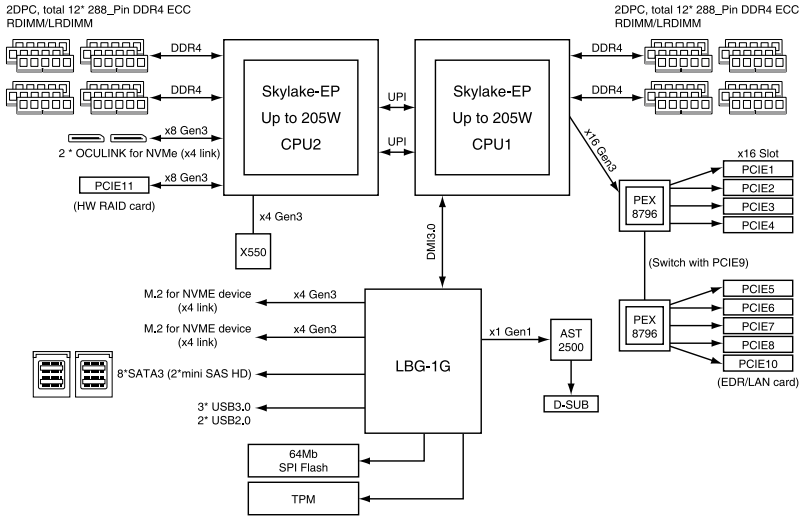 2DPC, total 12* 288_Pin DDR4 ECC
RDIMM/LRDIMM
2DPC, total 12* 288_Pin DDR4 ECC
RDIMM/LRDIMM
DDR4
DDR4
Skylake-EP
Up to 205W
CPU2
UPI
UPI
Skylake-EP
Up to 205W
CPU1
DDR4
DDR4
x8 Gen3
2 * OCULINK for NVMe (x4 link)
PCIE11
x8 Gen3
(HW RAID card)
x4 Gen3
X550
DMI3.0
x16 Gen3
x16 Slot
PEX
8796
PCIE1
PCIE2
PCIE3
PCIE4
(Switch with PCIE9)
PEX
8796
PCIE5
PCIE6
PCIE7
PCIE8
PCIE10
(EDR/LAN card)
M.2 for NVME device
(x4 link)
x4 Gen3
M.2 for NVME device
(x4 link)
x4 Gen3
8*SATA3 (2*mini SAS HD)
3* USB3.0
2* USB2.0
LBG-1G
x1 Gen1
AST
2500
D-SUB
64Mb
SPI Flash
TPM